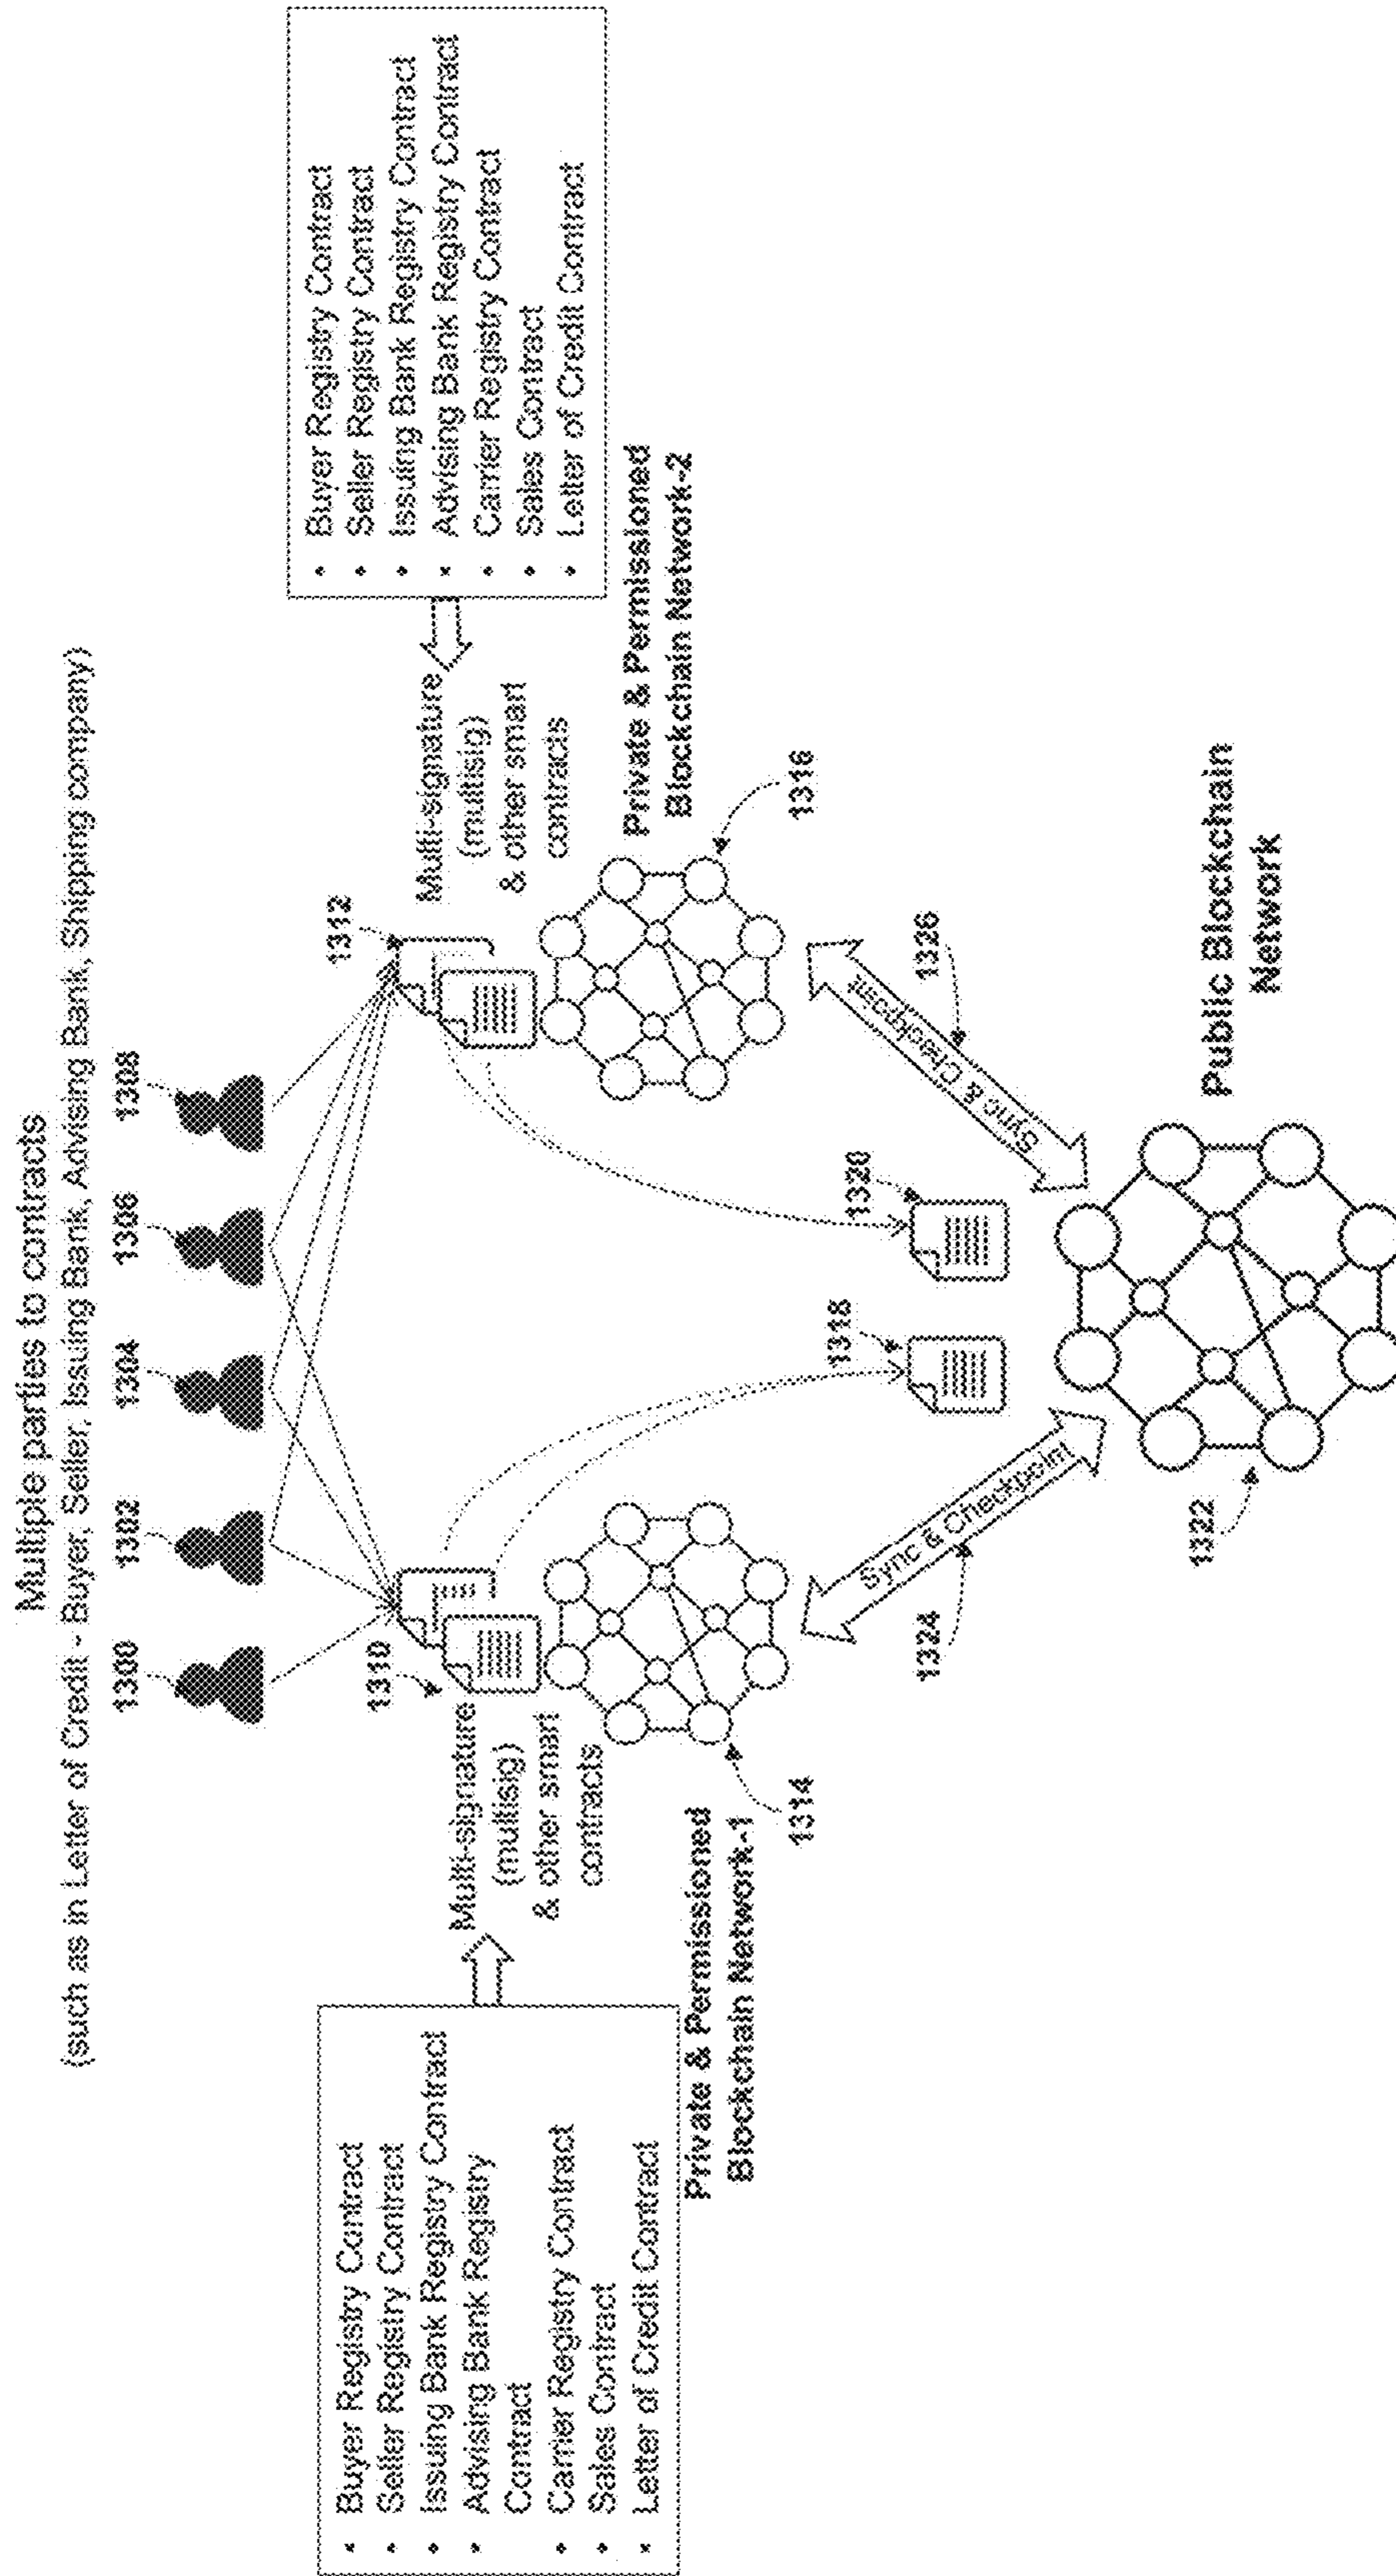 Multiple parties to contracts
(such as in Letter of Credit - Buyer, Seller, Issuing Bank, Advising Bank, Shipping company)
1300
1302
1304
1306
1308
1310
1312
• Buyer Registry Contract
• Seller Registry Contract
• Issuing Bank Registry Contract
• Advising Bank Registry
Contract
• Carrier Registry Contract
• Sales Contract
• Letter of Credit Contract
Multi-signature
(multisig)
& other smart
contracts
Private & Permissioned
Blockchain Network-1
1314
Multi-signature
(multisig)
& other smart
contracts
• Buyer Registry Contract
• Seller Registry Contract
• Issuing Bank Registry Contract
• Advising Bank Registry Contract
• Carrier Registry Contract
• Sales Contract
• Letter of Credit Contract
Private & Permissioned
Blockchain Network-2
1316
1318
1320
Sync & Checkpoint
1324
Sync & Checkpoint
1326
1322
Public Blockchain
Network